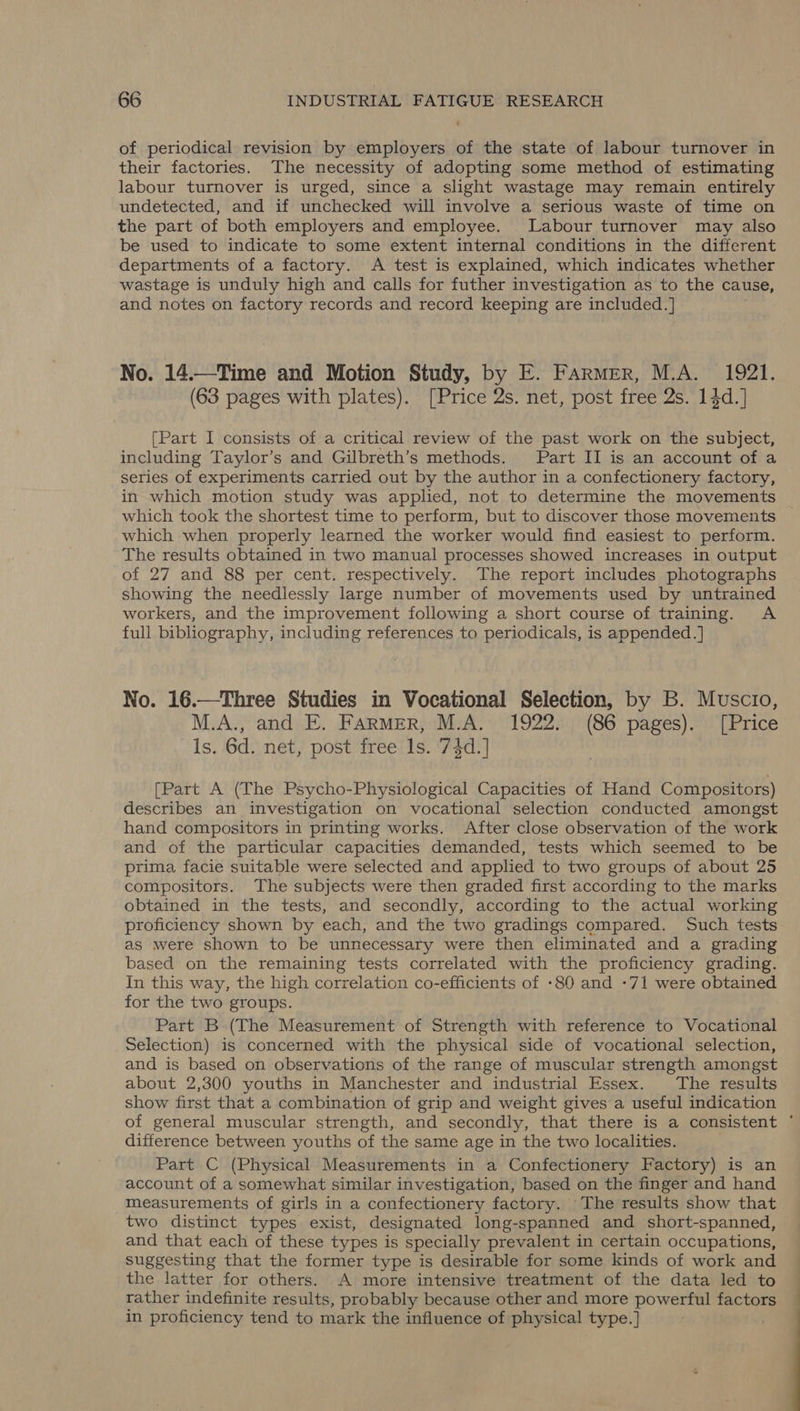 66 INDUSTRIAL FATIGUE RESEARCH
of periodical revision by employers of the state of labour turnover in
their factories. The necessity of adopting some method of estimating
labour turnover is urged, since a slight wastage may remain entirely
undetected, and if unchecked will involve a serious waste of time on
the part of both employers and employee. Labour turnover may also
be used to indicate to some extent internal conditions in the different
departments of a factory. A test is explained, which indicates whether
wastage is unduly high and calls for futher investigation as to the cause,
and notes on factory records and record keeping are included.]
No. 14.—Time and Motion Study, by E. FARMER, M.A. 1921.
(63 pages with plates). [Price 2s. net, post free 2s. 1½d.]
[Part I consists of a critical review of the past work on the subject,
including Taylor's and Gilbreth's methods. Part II is an account of a
series of experiments carried out by the author in a confectionery factory,
in which motion study was applied, not to determine the movements
which took the shortest time to perform, but to discover those movements
which when properly learned the worker would find easiest to perform.
The results obtained in two manual processes showed increases in output
of 27 and 88 per cent. respectively. The report includes photographs
showing the needlessly large number of movements used by untrained
workers, and the improvement following a short course of training. A
full bibliography, including references to periodicals, is appended.]
No. 16.—Three Studies in Vocational Selection, by B. MUSCIO,
M.A., and E. FARMER, M.A. 1922. (86 pages). [Price
1s. 6d. net, post free 1s. 7½d.]
[Part A (The Psycho-Physiological Capacities of Hand Compositors)
describes an investigation on vocational selection conducted amongst
hand compositors in printing works. After close observation of the work
and of the particular capacities demanded, tests which seemed to be
prima facie suitable were selected and applied to two groups of about 25
compositors. The subjects were then graded first according to the marks
obtained in the tests, and secondly, according to the actual working
proficiency shown by each, and the two gradings compared. Such tests
as were shown to be unnecessary were then eliminated and a grading
based on the remaining tests correlated with the proficiency grading.
In this way, the high correlation co-efficients of ·80 and ·71 were obtained
for the two groups.
Part B (The Measurement of Strength with reference to Vocational
Selection) is concerned with the physical side of vocational selection,
and is based on observations of the range of muscular strength amongst
about 2,300 youths in Manchester and industrial Essex. The results
show first that a combination of grip and weight gives a useful indication
of general muscular strength, and secondly, that there is a consistent
difference between youths of the same age in the two localities.
Part C (Physical Measurements in a Confectionery Factory) is an
account of a somewhat similar investigation, based on the finger and hand
measurements of girls in a confectionery factory. The results show that
two distinct types exist, designated long-spanned and short-spanned,
and that each of these types is specially prevalent in certain occupations,
suggesting that the former type is desirable for some kinds of work and
the latter for others. A more intensive treatment of the data led to
rather indefinite results, probably because other and more powerful factors
in proficiency tend to mark the influence of physical type.]